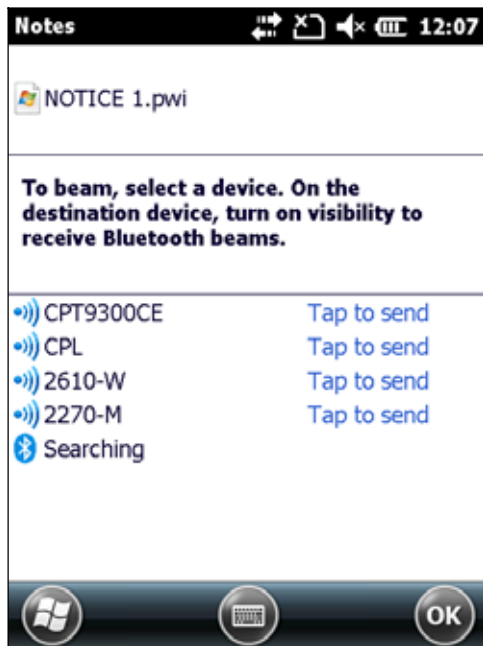 Notes 12:07
NOTICE 1.pwi
To beam, select a device. On the
destination device, turn on visibility to
receive Bluetooth beams.
CPT9300CE Tap to send
CPL Tap to send
2610-W Tap to send
2270-M Tap to send
Searching
OK